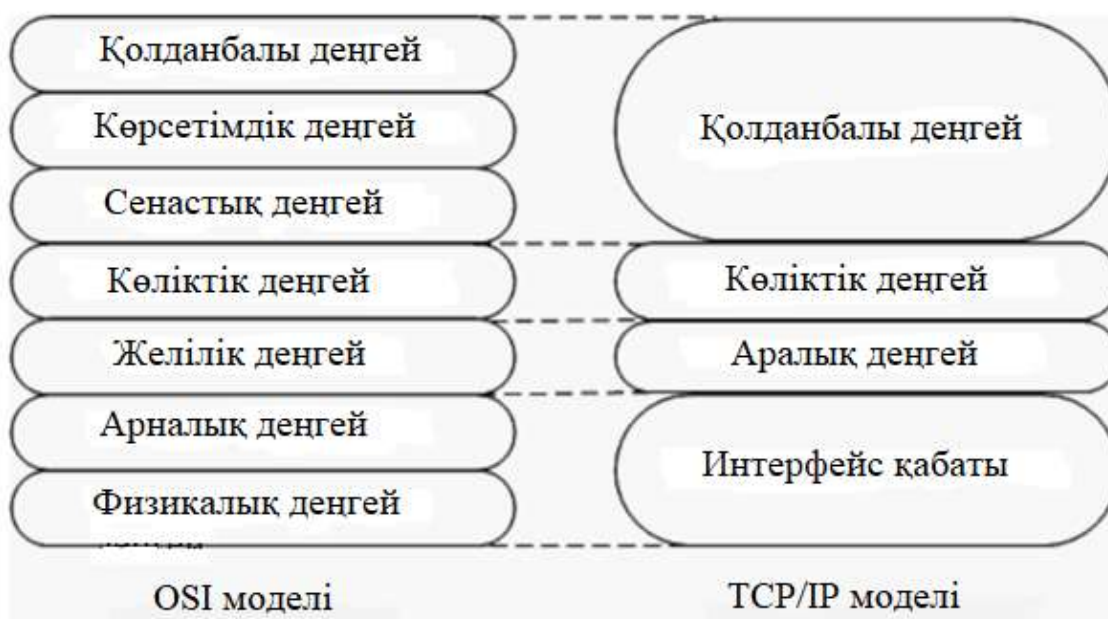 Қолданбалы деңгей
Көрсетімдік деңгей
Сенастық деңгей
Көліктік деңгей
Желілік деңгей
Арналық деңгей
Физикалық деңгей
OSI моделі
Қолданбалы деңгей
Көліктік деңгей
Аралық деңгей
Интерфейс қабаты
TCP/IP моделі